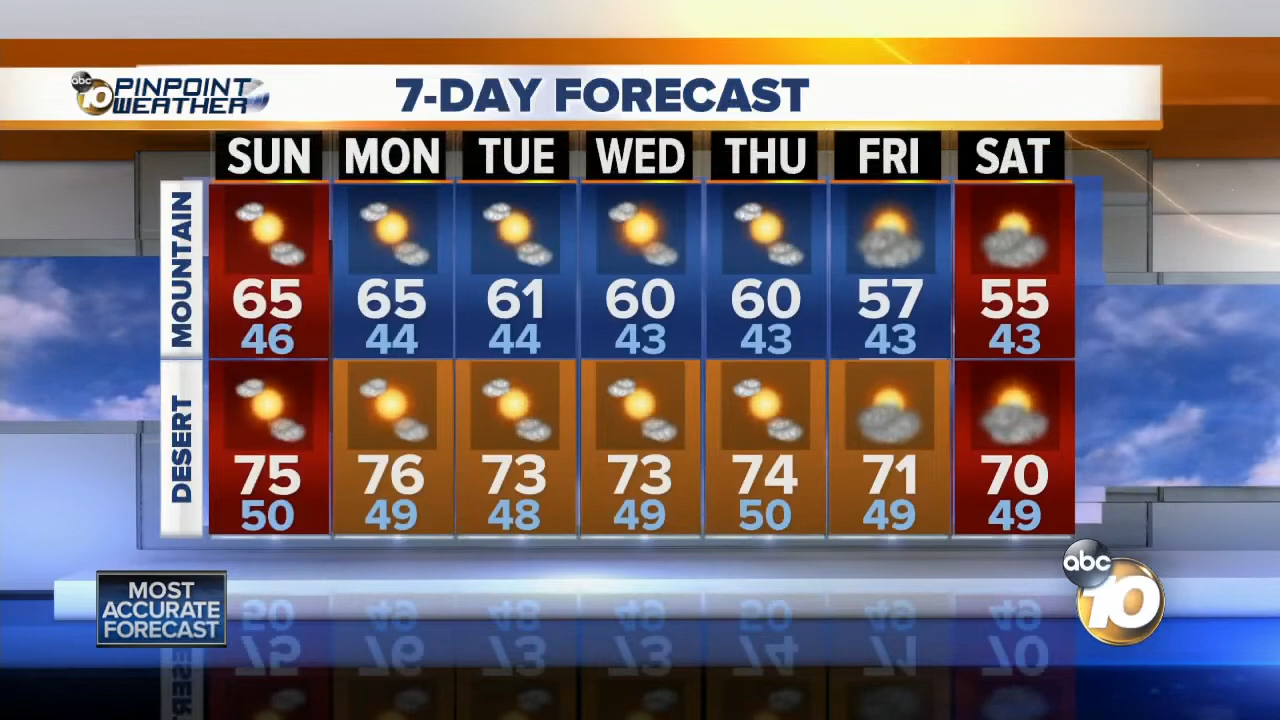 abc 10 PINPOINT WEATHER
7-DAY FORECAST
SUN MON TUE WED THU FRI SAT
MOUNTAIN
65 65 61 60 60 57 55
46 44 44 43 43 43 43
DESERT
75 76 73 73 74 71 70
50 49 48 49 50 49 49
MOST
ACCURATE
FORECAST
abc
10